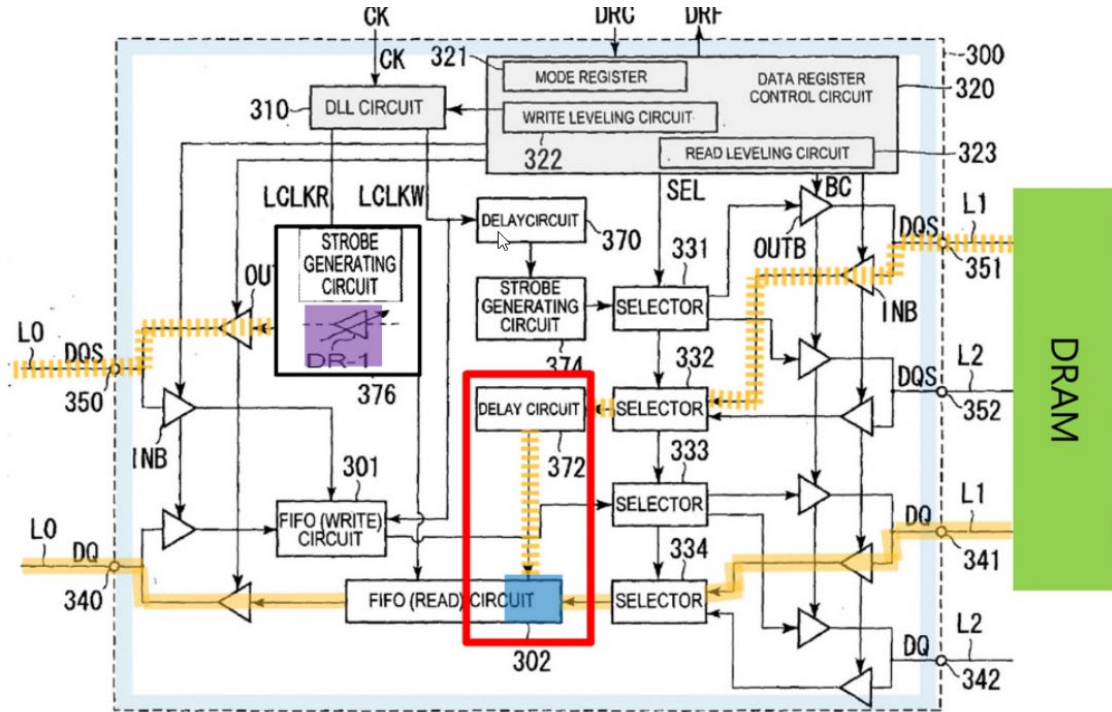 CK
DRC
DRF
300
321
CK
MODE REGISTER
DATA REGISTER
CONTROL CIRCUIT
320
310
DLL CIRCUIT
WRITE LEVELING CIRCUIT
322
READ LEVELING CIRCUIT
323
LCLKR
LCLKW
SEL
BC
DELAYCIRCUIT
370
OUTB
DQS
L1
351
STROBE
GENERATING
CIRCUIT
331
STROBE
GENERATING
CIRCUIT
SELECTOR
INB
L0
DQS
350
DR-1
376
374
332
DQS
L2
352
DELAY CIRCUIT
372
SELECTOR
DRAM
INB
301
333
SELECTOR
FIFO (WRITE)
CIRCUIT
L0
DQ
340
334
DQ
L1
341
FIFO (READ) CIRCUIT
302
SELECTOR
DQ
L2
342